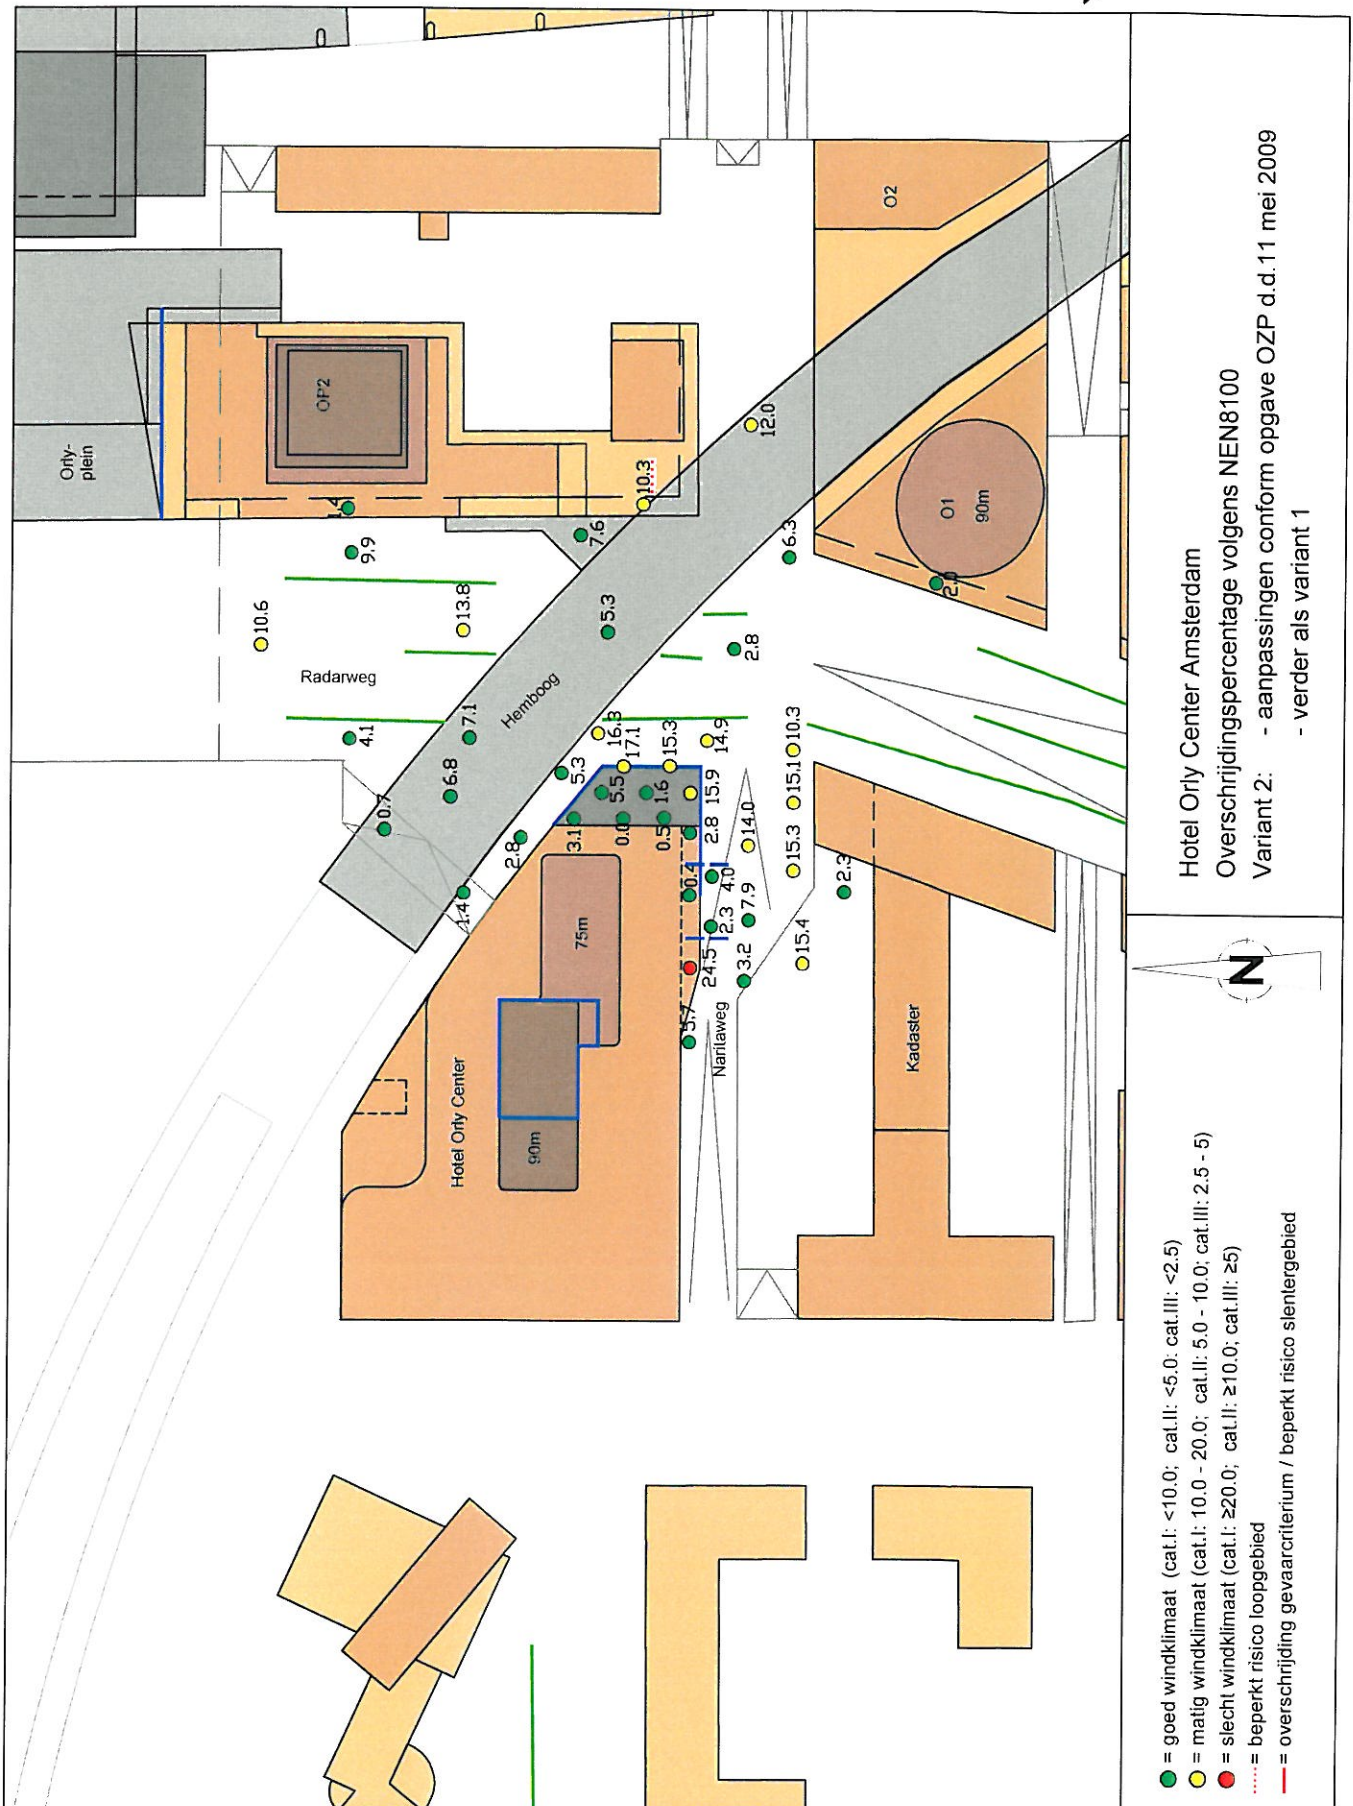 Orly-
plein
OP2
O2
O1
90m
Radarweg
Hemboog
10.6
9.9
13.8
7.6
10.3
12.0
6.3
5.3
2.8
4.1
7.1
6.8
0.7
1.4
2.8
5.3
16.3
17.1
15.3
14.9
5.5
1.6
15.9
3.1
0.0
0.5
2.8
10.3
15.1
15.3
14.0
0.4
4.0
2.3
7.9
3.2
24.5
15.4
2.3
75m
90m
Hotel Orly Center
Narilaweg
Kadaster
Hotel Orly Center Amsterdam
Overschrijdingspercentage volgens NEN8100
Variant 2: - aanpassingen conform opgave OZP d.d.11 mei 2009
- verder als variant 1
N
= goed windklimaat (cat.I: <10.0; cat.II: <5.0: cat.III: <2.5)
= matig windklimaat (cat.I: 10.0 - 20.0; cat.II: 5.0 - 10.0; cat.III: 2.5 - 5)
= slecht windklimaat (cat.I: ≥20.0; cat.II: ≥10.0; cat.III: ≥5)
= beperkt risico loopgebied
= overschrijding gevaarcriterium / beperkt risico slentergebied